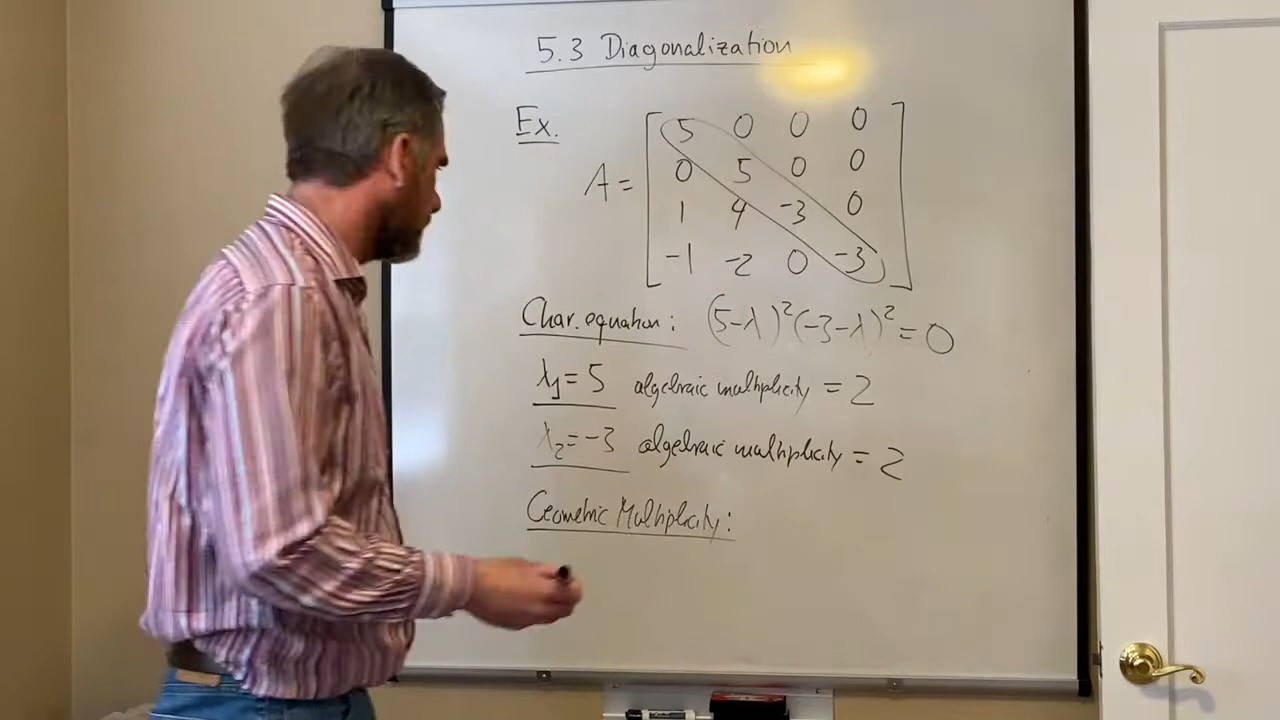 5.3 Diagonalization
Ex.
A = [ 5 0 0 0
0 5 0 0
1 4 -3 0
-1 -2 0 -3 ]
Char. equation: (5-λ)²(-3-λ)² = 0
λ₁ = 5 algebraic multiplicity = 2
λ₂ = -3 algebraic multiplicity = 2
Geometric Multiplicity: